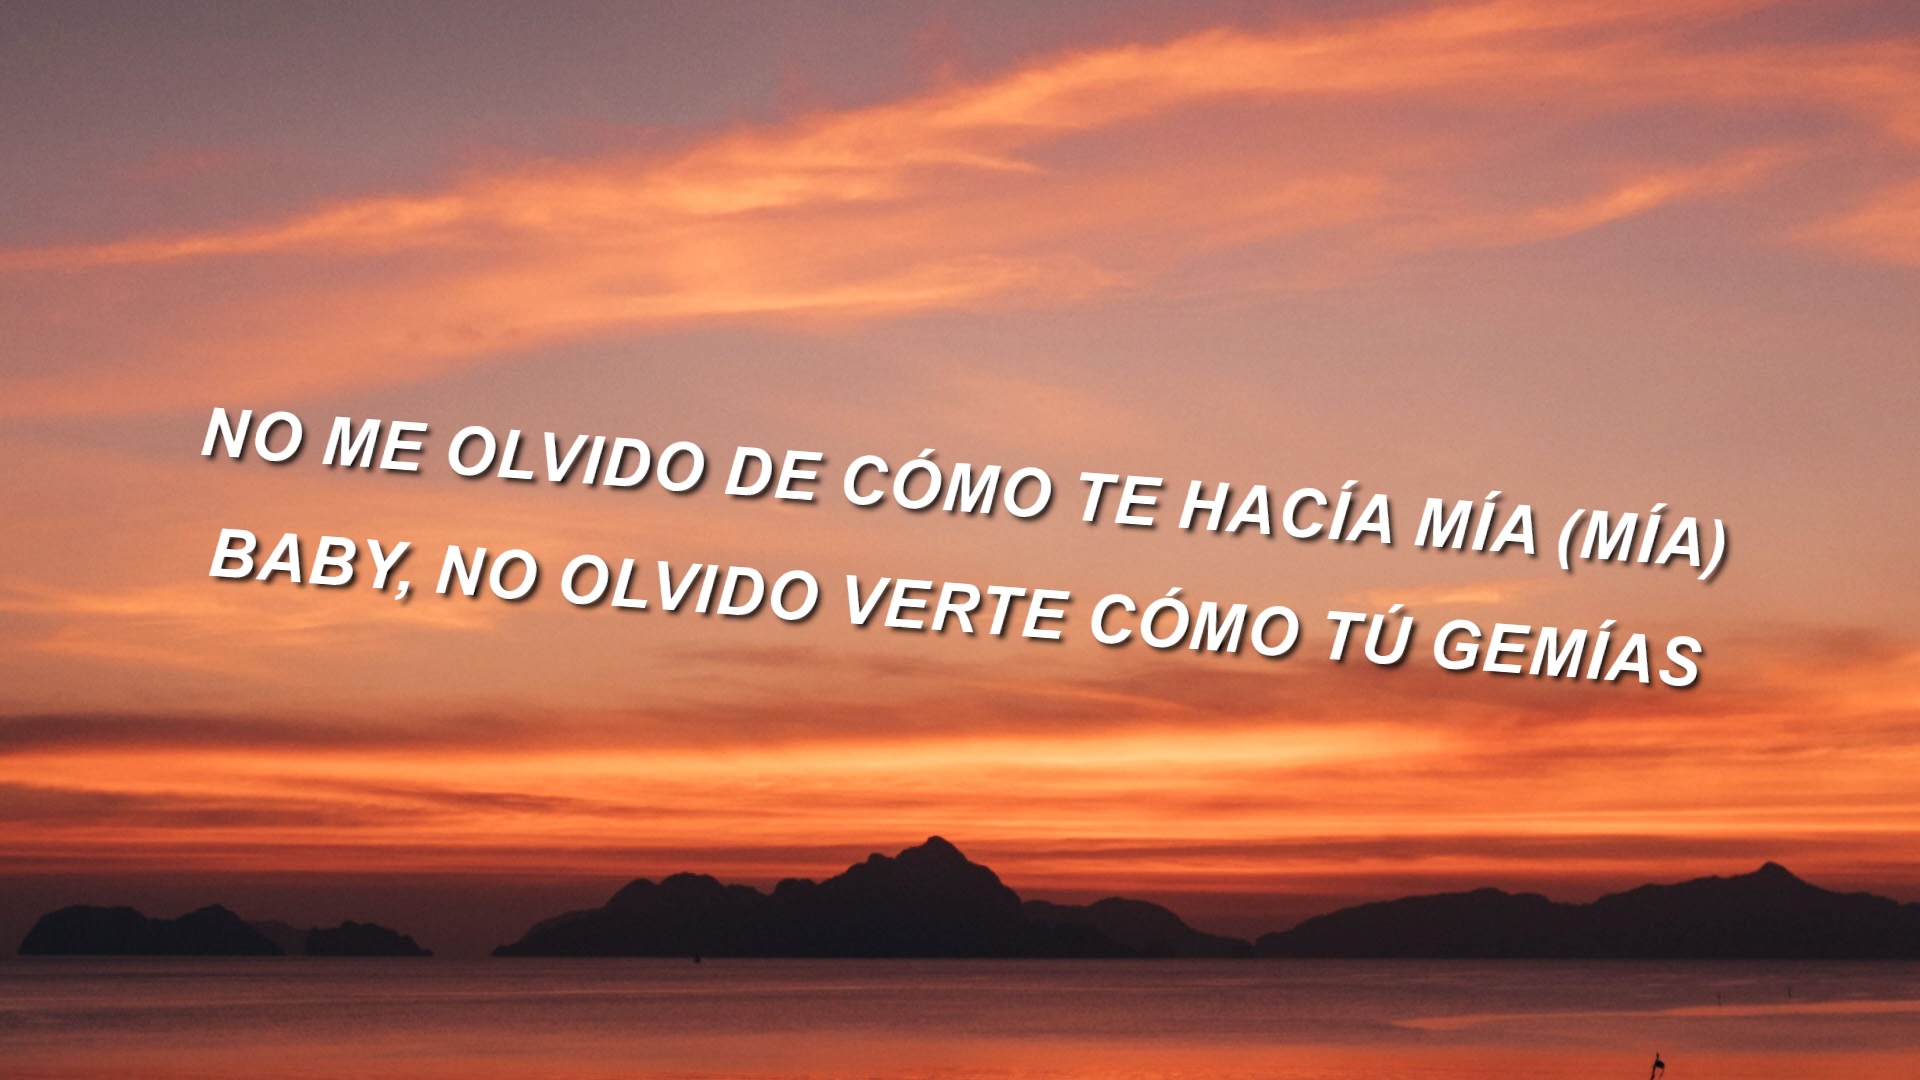 NO ME OLVIDO DE CÓMO TE HACÍA MÍA (MÍA)
BABY, NO OLVIDO VERTE CÓMO TÚ GEMÍAS